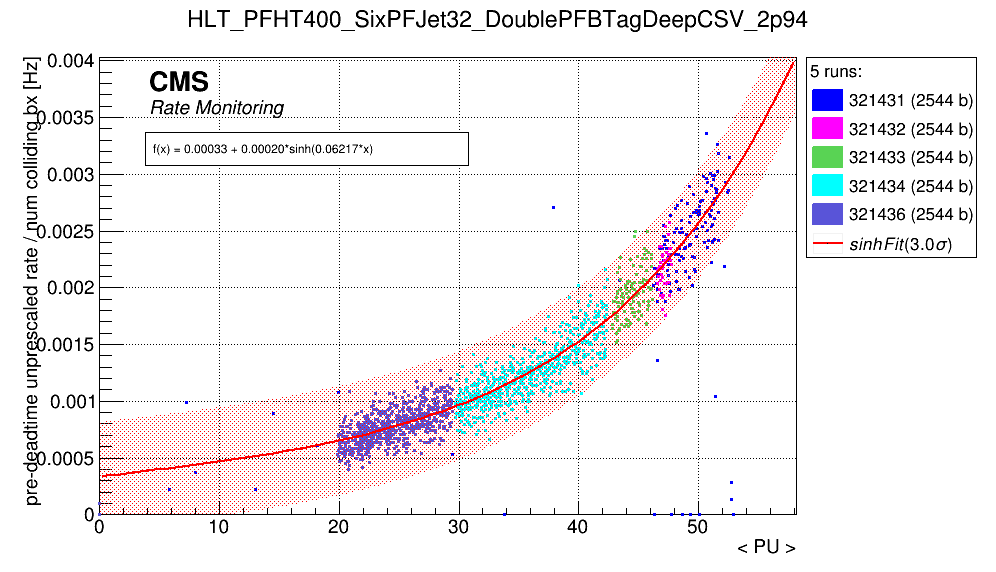 HLT_PFHT400_SixPFJet32_DoublePFBTagDeepCSV_2p94
pre-deadtime unprescaled rate / num colliding bx [Hz]
0.004
0.0035
0.003
0.0025
0.002
0.0015
0.001
0.0005
0
CMS
Rate Monitoring
f(x) = 0.00033 + 0.00020*sinh(0.06217*x)
0 10 20 30 40 50
< PU >
5 runs:
321431 (2544 b)
321432 (2544 b)
321433 (2544 b)
321434 (2544 b)
321436 (2544 b)
sinhFit(3.0σ)